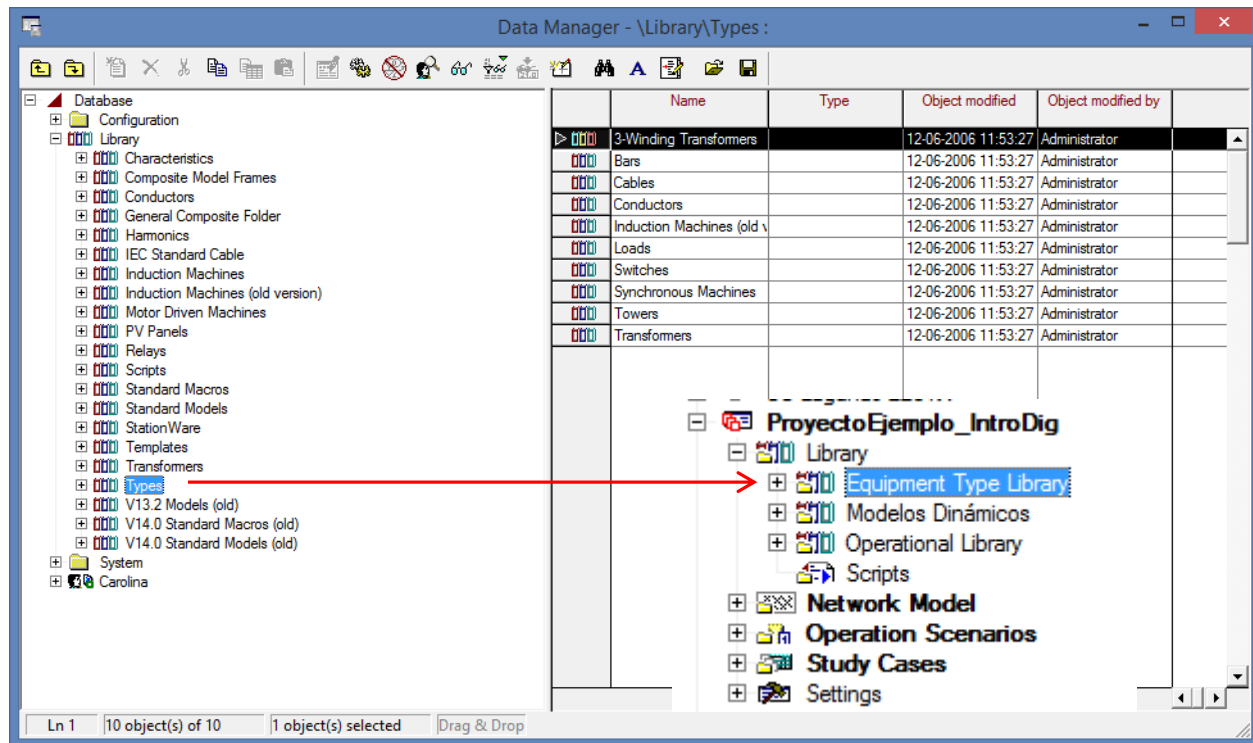 Data Manager - \Library\Types :
Database
Configuration
Library
Characteristics
Composite Model Frames
Conductors
General Composite Folder
Harmonics
IEC Standard Cable
Induction Machines
Induction Machines (old version)
Motor Driven Machines
PV Panels
Relays
Scripts
Standard Macros
Standard Models
StationWare
Templates
Transformers
Types
V13.2 Models (old)
V14.0 Standard Macros (old)
V14.0 Standard Models (old)
System
Carolina
Name Type Object modified Object modified by
3-Winding Transformers 12-06-2006 11:53:27 Administrator
Bars 12-06-2006 11:53:27 Administrator
Cables 12-06-2006 11:53:27 Administrator
Conductors 12-06-2006 11:53:27 Administrator
Induction Machines (old v 12-06-2006 11:53:27 Administrator
Loads 12-06-2006 11:53:27 Administrator
Switches 12-06-2006 11:53:27 Administrator
Synchronous Machines 12-06-2006 11:53:27 Administrator
Towers 12-06-2006 11:53:27 Administrator
Transformers 12-06-2006 11:53:27 Administrator
ProyectoEjemplo_IntroDig
Library
Equipment Type Library
Modelos Dinámicos
Operational Library
Scripts
Network Model
Operation Scenarios
Study Cases
Settings
Ln 1 10 object(s) of 10 1 object(s) selected Drag & Drop